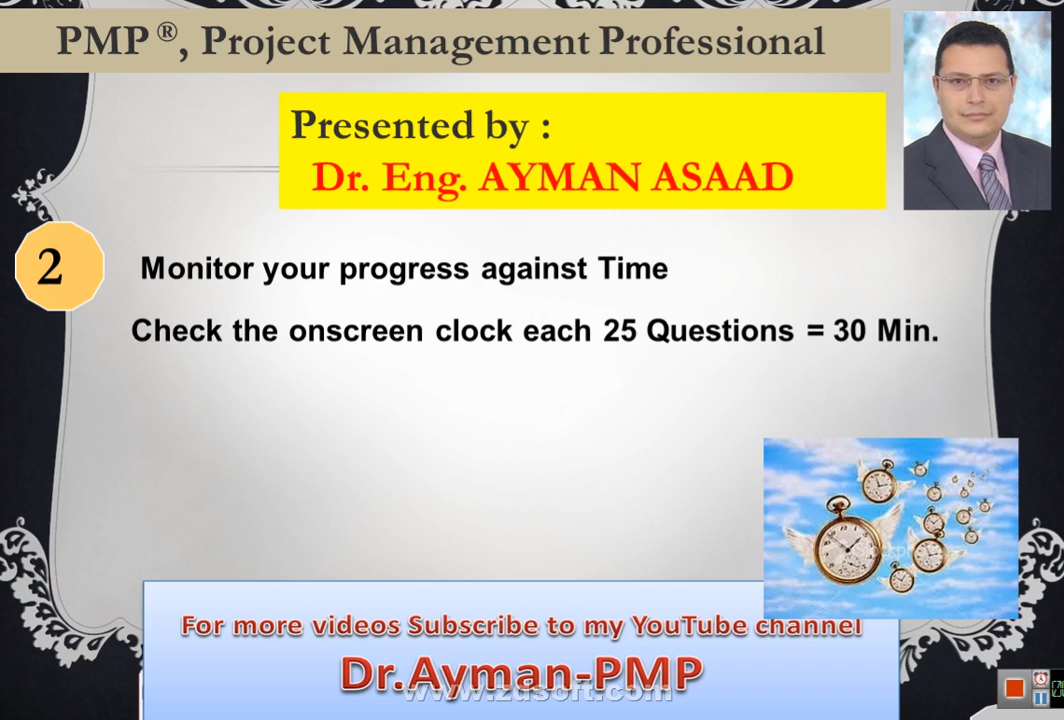 PMP ®, Project Management Professional
Presented by :
Dr. Eng. AYMAN ASAAD
2
Monitor your progress against Time
Check the onscreen clock each 25 Questions = 30 Min.
For more videos Subscribe to my YouTube channel
Dr.Ayman-PMP
www.zdsoft.com